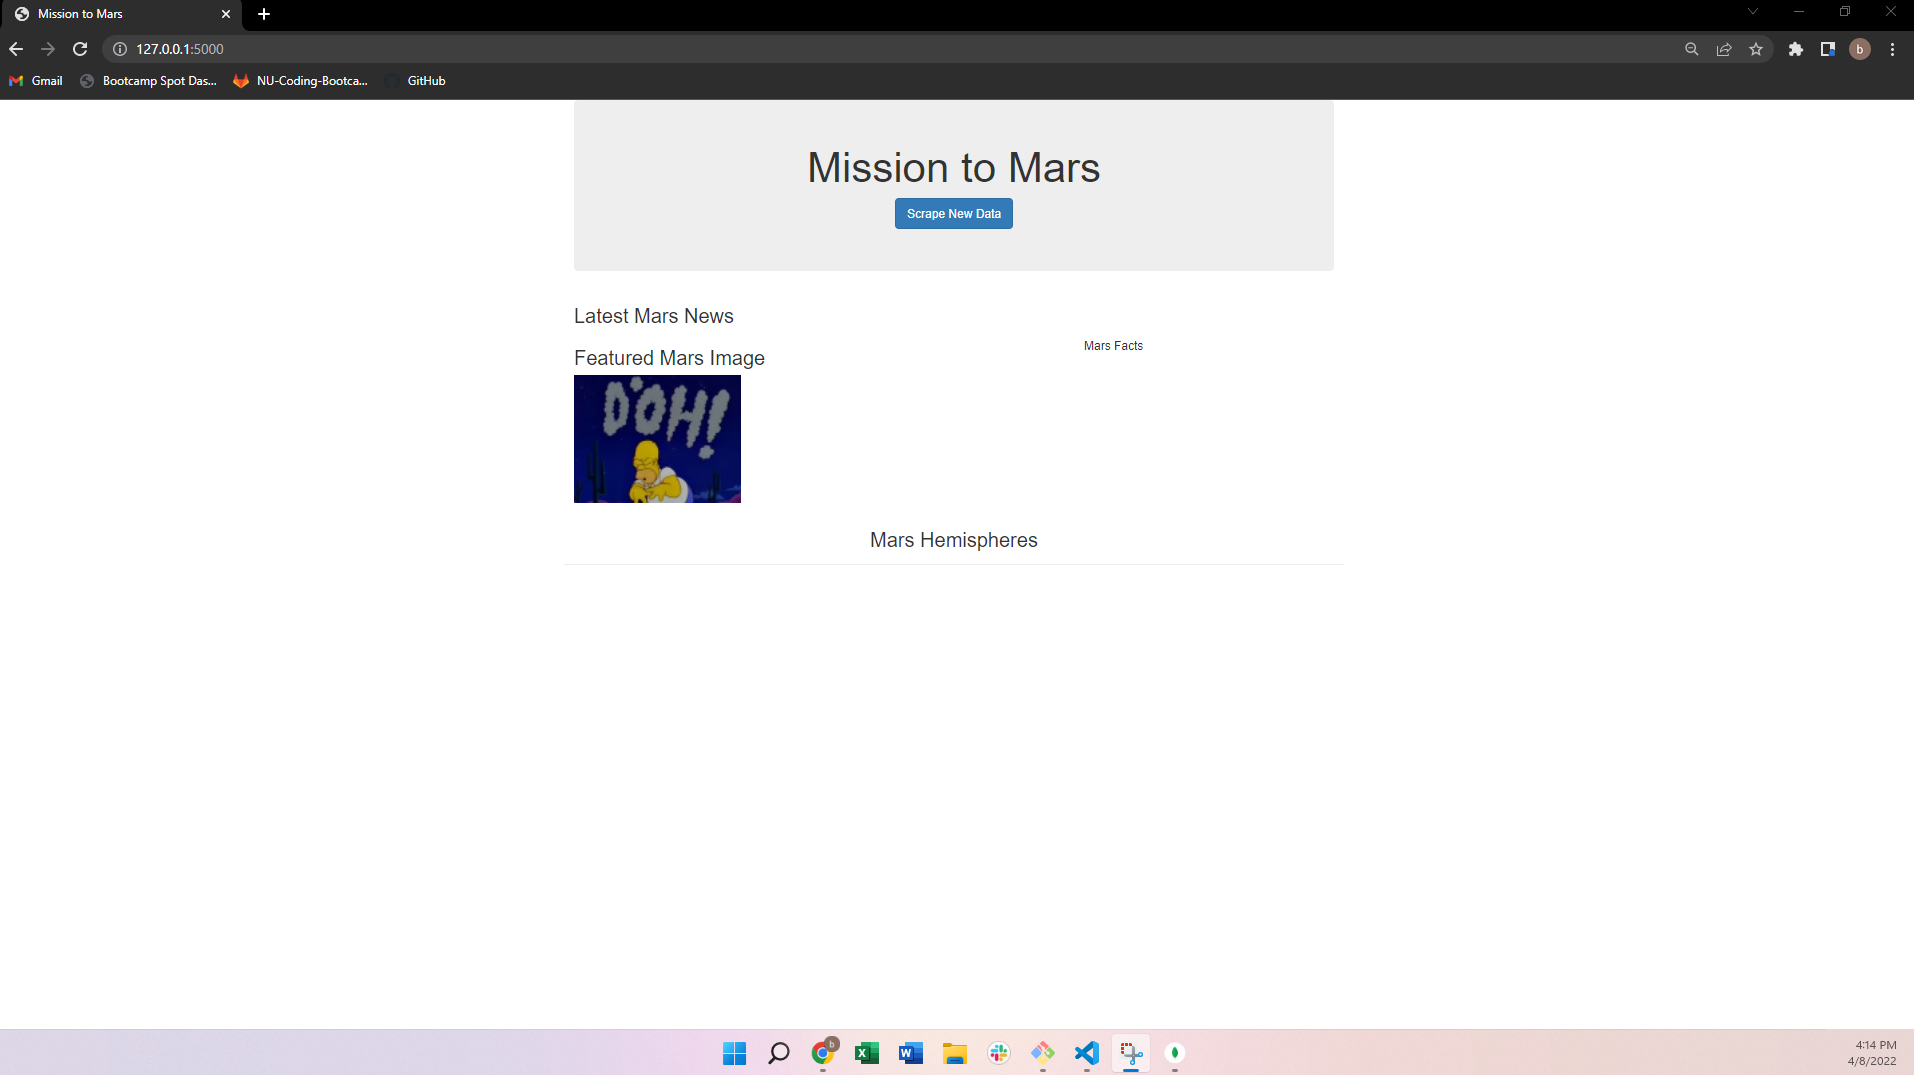 Mission to Mars
127.0.0.1:5000
b
Gmail
Bootcamp Spot Das...
NU-Coding-Bootca...
GitHub
Mission to Mars
Scrape New Data
Latest Mars News
Mars Facts
Featured Mars Image
D'OH!
Mars Hemispheres
b
4:14 PM
4/8/2022